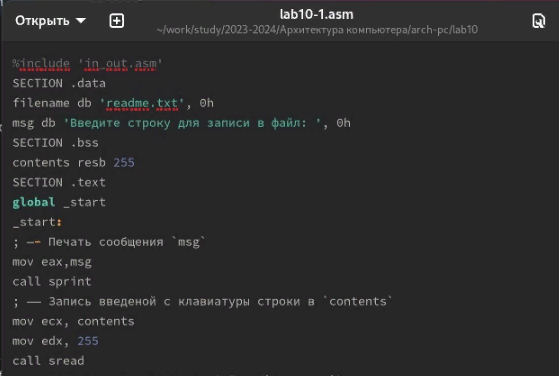 Открыть
lab10-1.asm
~/work/study/2023-2024/Архитектура компьютера/arch-pc/lab10
%include 'in_out.asm'
SECTION .data
filename db 'readme.txt', 0h
msg db 'Введите строку для записи в файл: ', 0h
SECTION .bss
contents resb 255
SECTION .text
global _start
_start:
; —- Печать сообщения `msg`
mov eax,msg
call sprint
; —— Запись введеной с клавиатуры строки в `contents`
mov ecx, contents
mov edx, 255
call sread